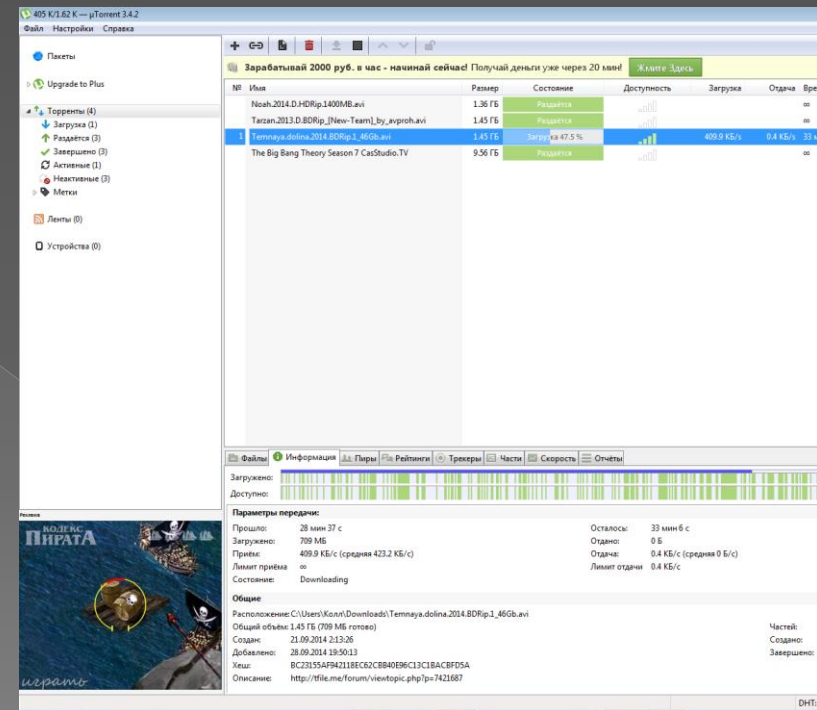 405 K/1.62 K — µTorrent 3.4.2
Файл Настройки Справка
Пакеты
Upgrade to Plus
Торренты (4)
Загрузка (1)
Раздаётся (3)
Завершено (3)
Активные (1)
Неактивные (3)
Метки
Ленты (0)
Устройства (0)
Зарабатывай 2000 руб. в час - начинай сейчас! Получай деньги уже через 20 мин! Жмите Здесь
№ Имя Размер Состояние Доступность Загрузка Отдача Вре
Noah.2014.D.HDRip.1400MB.avi 1.36 ГБ Раздаётся ∞
Tarzan.2013.D.BDRip_[New-Team]_by_avproh.avi 1.45 ГБ Раздаётся ∞
1 Temnaya.dolina.2014.BDRip.1_46Gb.avi 1.45 ГБ Загрузка 47.5 % 409.9 КБ/s 0.4 КБ/s 33 м
The Big Bang Theory Season 7 CasStudio.TV 9.56 ГБ Раздаётся ∞
Файлы Информация Пиры Рейтинги Трекеры Части Скорость Отчёты
Загружено:
Доступно:
Параметры передачи:
Прошло: 28 мин 37 с Осталось: 33 мин 6 с
Загружено: 709 МБ Отдано: 0 Б
Приём: 409.9 КБ/с (средняя 423.2 КБ/с) Отдача: 0.4 КБ/с (средняя 0 Б/с)
Лимит приёма ∞ Лимит отдачи 0.4 КБ/с
Состояние: Downloading
Общие
Расположение: C:\Users\Колл\Downloads\Temnaya.dolina.2014.BDRip.1_46Gb.avi
Общий объём: 1.45 ГБ (709 МБ готово) Частей:
Создан: 21.09.2014 2:13:26 Создано:
Добавлено: 28.09.2014 19:50:13 Завершено:
Хеш: BC23155AF942118EC62CBB40E96C13C1BACBFD5A
Описание: http://tfile.me/forum/viewtopic.php?p=7421687
Реклама
КОДЕКС
ПИРАТА
играть
DHT: